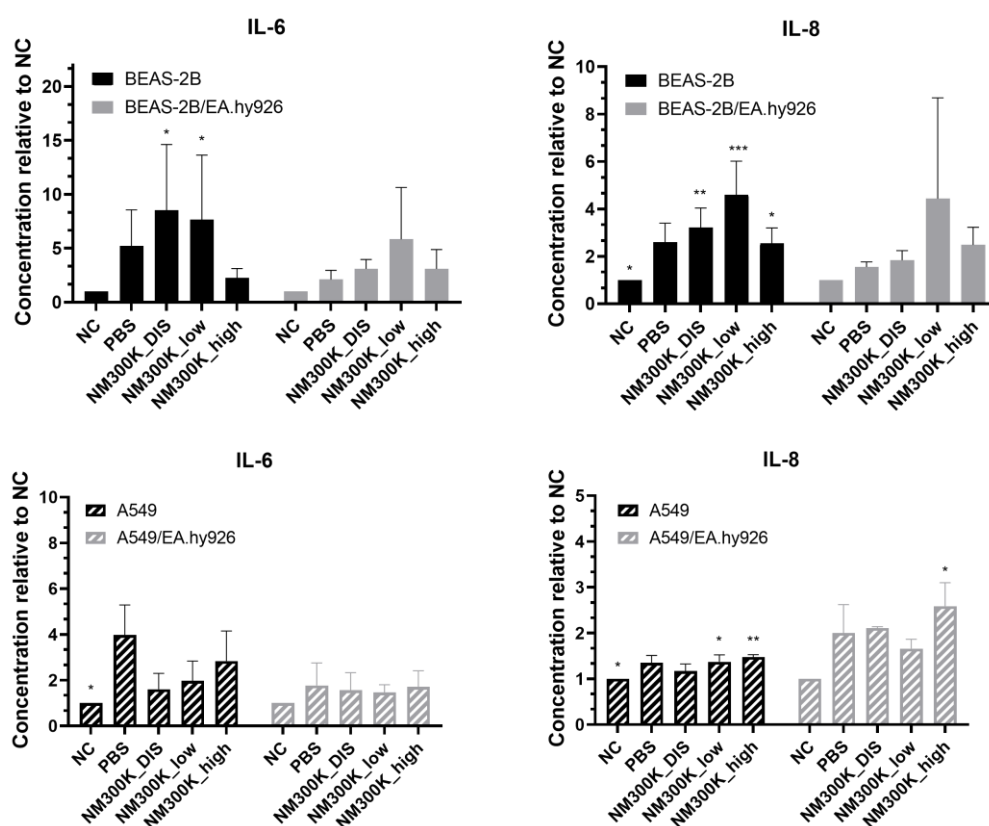 IL-6
Concentration relative to NC
20
15
10
5
0
BEAS-2B
BEAS-2B/EA.hy926
*
*
NC
PBS
NM300K_DIS
NM300K_low
NM300K_high
NC
PBS
NM300K_DIS
NM300K_low
NM300K_high
IL-8
Concentration relative to NC
10
8
6
4
2
0
BEAS-2B
BEAS-2B/EA.hy926
*
**
***
*
NC
PBS
NM300K_DIS
NM300K_low
NM300K_high
NC
PBS
NM300K_DIS
NM300K_low
NM300K_high
IL-6
Concentration relative to NC
10
8
6
4
2
0
A549
A549/EA.hy926
*
NC
PBS
NM300K_DIS
NM300K_low
NM300K_high
NC
PBS
NM300K_DIS
NM300K_low
NM300K_high
IL-8
Concentration relative to NC
5
4
3
2
1
0
A549
A549/EA.hy926
*
*
**
*
NC
PBS
NM300K_DIS
NM300K_low
NM300K_high
NC
PBS
NM300K_DIS
NM300K_low
NM300K_high